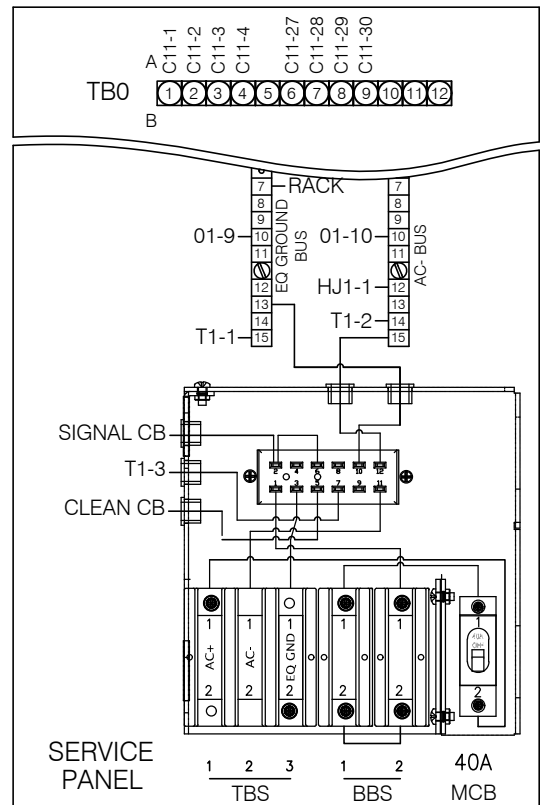 A C11-1 C11-2 C11-3 C11-4 C11-27 C11-28 C11-29 C11-30
TB0 1 2 3 4 5 6 7 8 9 10 11 12
B
7 RACK
8
9
01-9 10
11
12
13
14
T1-1 15
EQ GROUND
BUS
7
8
9
01-10 10
11
HJ1-1 12
13
T1-2 14
15
AC- BUS
SIGNAL CB
T1-3
CLEAN CB
2 4 6 8 10 12
1 3 5 7 9 11
1 AC+ 2
1 AC- 2
1 EQ GND 2
1 2
1 2
1 40A 2
SERVICE
PANEL
1 2 3
TBS
1 2
BBS
40A
MCB